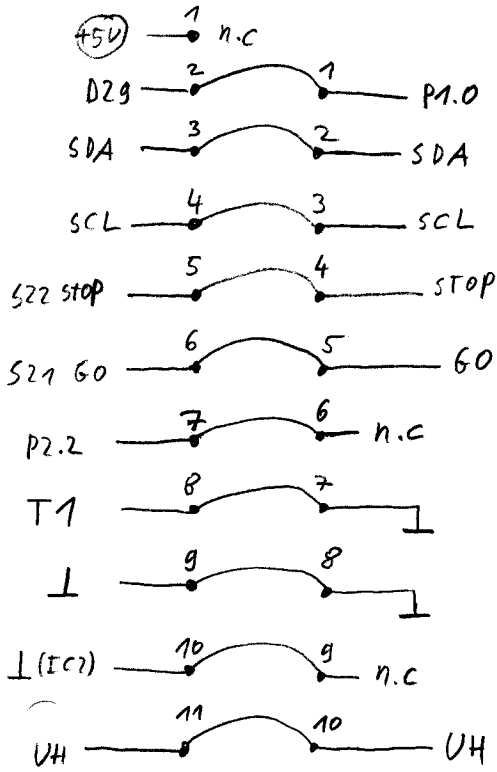 +5V 1 n.c
D29 2 1 P1.0
SDA 3 2 SDA
SCL 4 3 SCL
S22 STOP 5 4 STOP
S21 GO 6 5 GO
P2.2 7 6 n.c
T1 8 7 ⊥
⊥ 9 8 ⊥
⊥ (IC7) 10 9 n.c
UH 11 10 UH